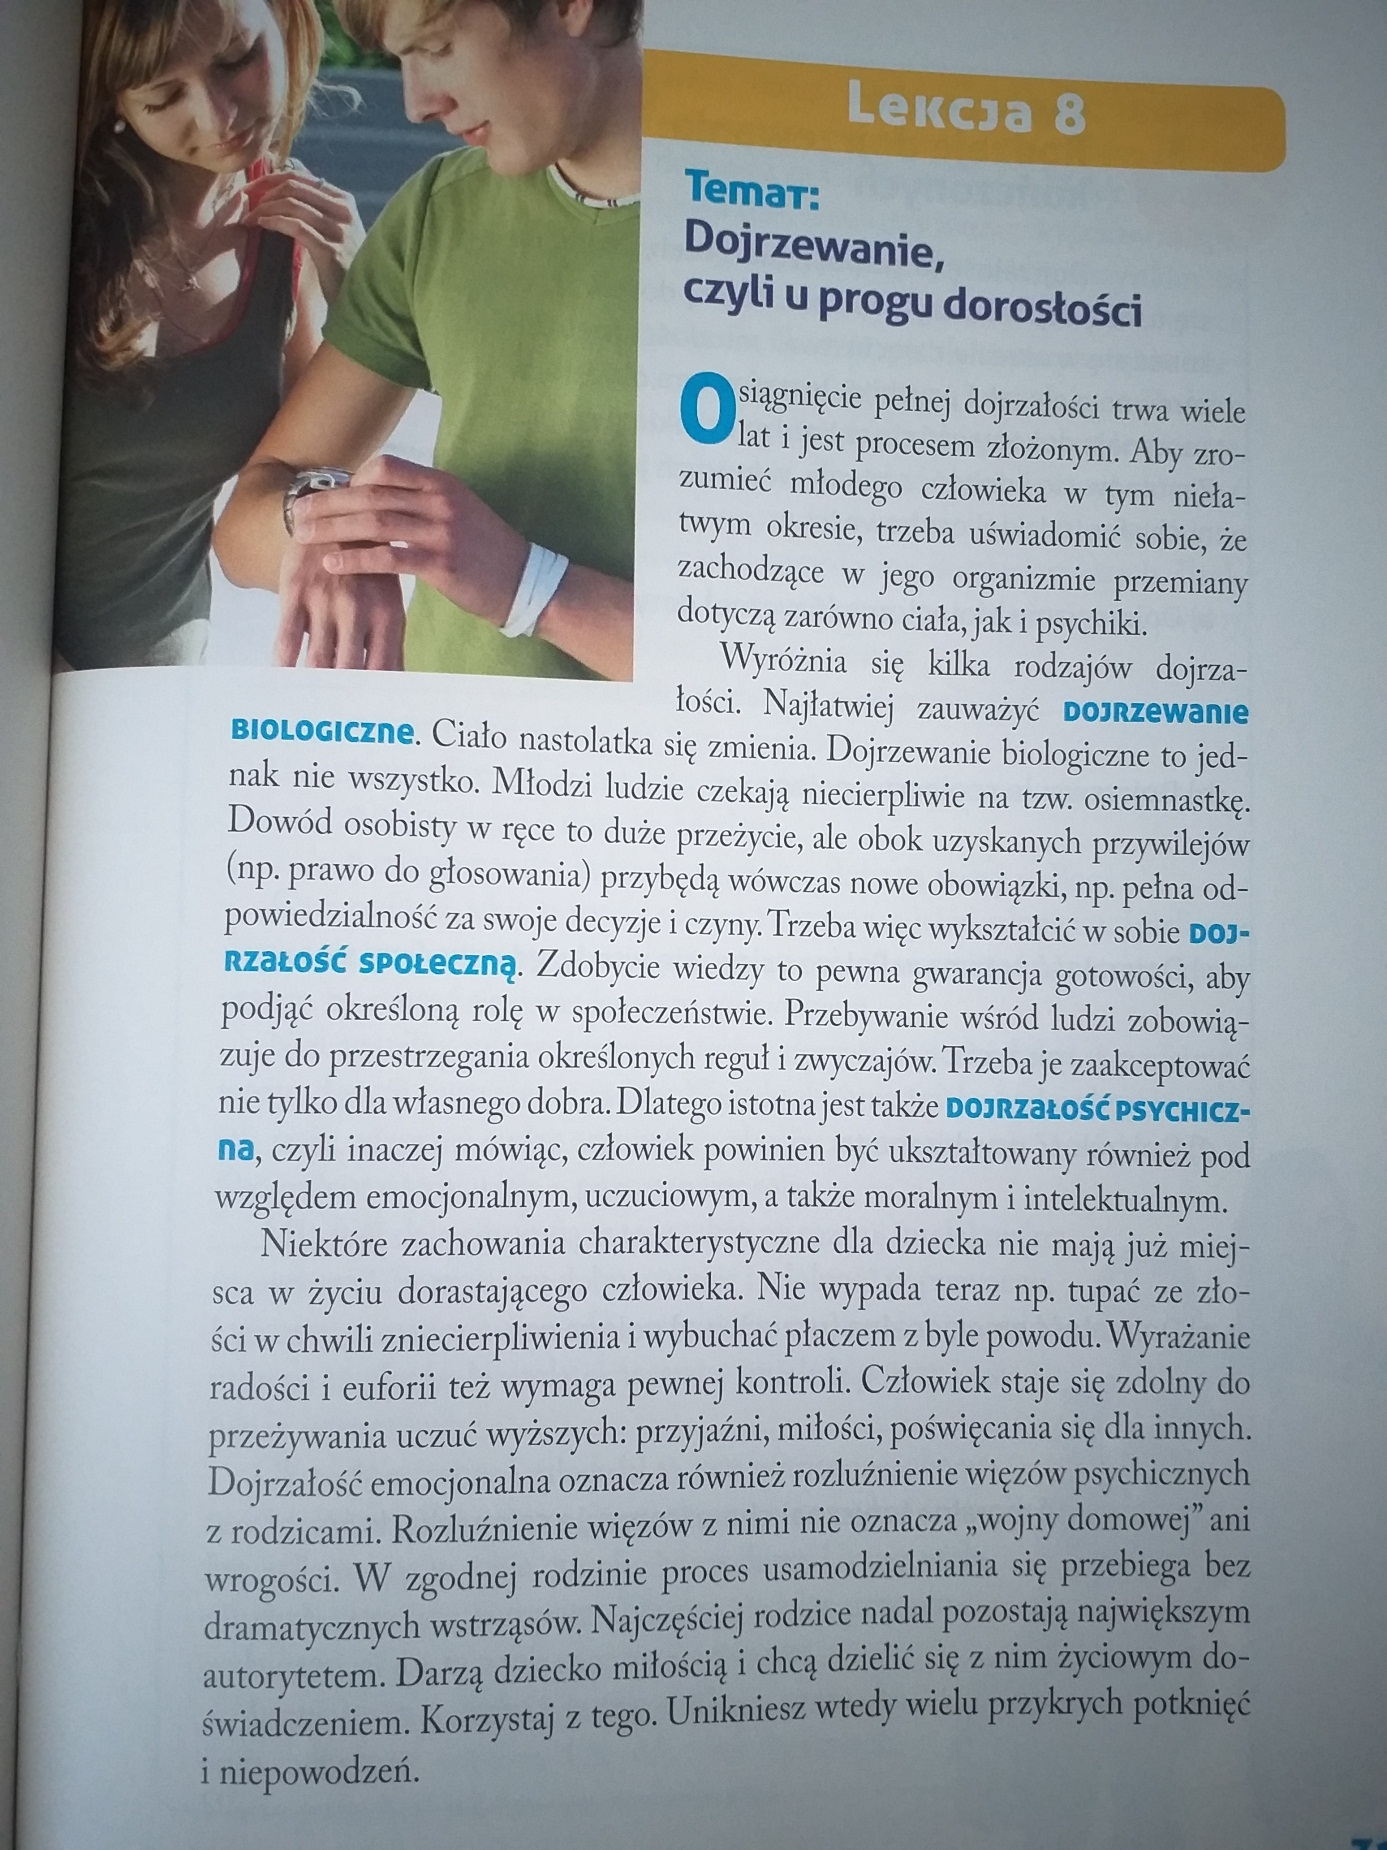 Lekcja 8
Temat:
Dojrzewanie,
czyli u progu dorosłości
Osiągnięcie pełnej dojrzałości trwa wiele
lat i jest procesem złożonym. Aby zro-
zumieć młodego człowieka w tym nieła-
twym okresie, trzeba uświadomić sobie, że
zachodzące w jego organizmie przemiany
dotyczą zarówno ciała, jak i psychiki.
Wyróżnia się kilka rodzajów dojrza-
łości. Najłatwiej zauważyć DOJRZEWANIE
BIOLOGICZNE. Ciało nastolatka się zmienia. Dojrzewanie biologiczne to jed-
nak nie wszystko. Młodzi ludzie czekają niecierpliwie na tzw. osiemnastkę.
Dowód osobisty w ręce to duże przeżycie, ale obok uzyskanych przywilejów
(np. prawo do głosowania) przybędą wówczas nowe obowiązki, np. pełna od-
powiedzialność za swoje decyzje i czyny. Trzeba więc wykształcić w sobie DOJ-
RZAŁOŚĆ SPOŁECZNĄ. Zdobycie wiedzy to pewna gwarancja gotowości, aby
podjąć określoną rolę w społeczeństwie. Przebywanie wśród ludzi zobowią-
zuje do przestrzegania określonych reguł i zwyczajów. Trzeba je zaakceptować
nie tylko dla własnego dobra. Dlatego istotna jest także DOJRZAŁOŚĆ PSYCHICZ-
NA, czyli inaczej mówiąc, człowiek powinien być ukształtowany również pod
względem emocjonalnym, uczuciowym, a także moralnym i intelektualnym.
Niektóre zachowania charakterystyczne dla dziecka nie mają już miej-
sca w życiu dorastającego człowieka. Nie wypada teraz np. tupać ze zło-
ści w chwili zniecierpliwienia i wybuchać płaczem z byle powodu. Wyrażanie
radości i euforii też wymaga pewnej kontroli. Człowiek staje się zdolny do
przeżywania uczuć wyższych: przyjaźni, miłości, poświęcania się dla innych.
Dojrzałość emocjonalna oznacza również rozluźnienie więzów psychicznych
z rodzicami. Rozluźnienie więzów z nimi nie oznacza „wojny domowej” ani
wrogości. W zgodnej rodzinie proces usamodzielniania się przebiega bez
dramatycznych wstrząsów. Najczęściej rodzice nadal pozostają największym
autorytetem. Darzą dziecko miłością i chcą dzielić się z nim życiowym do-
świadczeniem. Korzystaj z tego. Unikniesz wtedy wielu przykrych potknięć
i niepowodzeń.